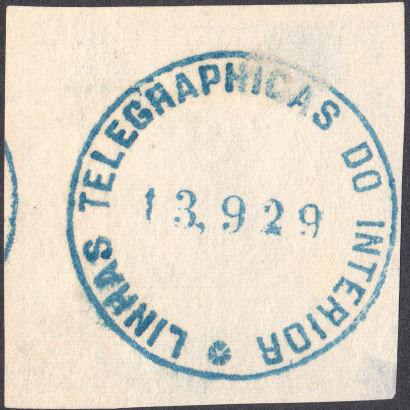 LINHAS TELEGRAPHICAS DO INTERIOR
13,929